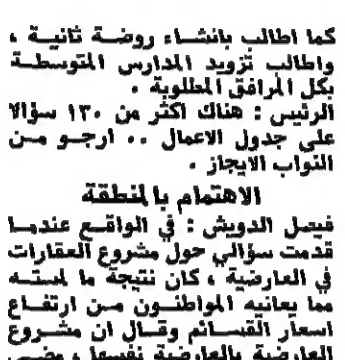 كما اطالب بانشاء روضة ثانية ،
واطالب تزويد المدارس المتوسطة
بكل المرافق المطلوبة .
الرئيس : هناك اكثر من ١٣٠ سؤالا
على جدول الاعمال .. ارجو من
النواب الايجاز .
الاهتمام بالمنطقة
فيصل الدويش : في الواقع عندما
قدمت سؤالي حول مشروع العقارات
في العارضية ، كان نتيجة ما لمسته
مما يعانيه المواطنون من ارتفاع
اسعار القسائم وقال ان مشروع
العارضية والعارضية نفسها ، وضعي